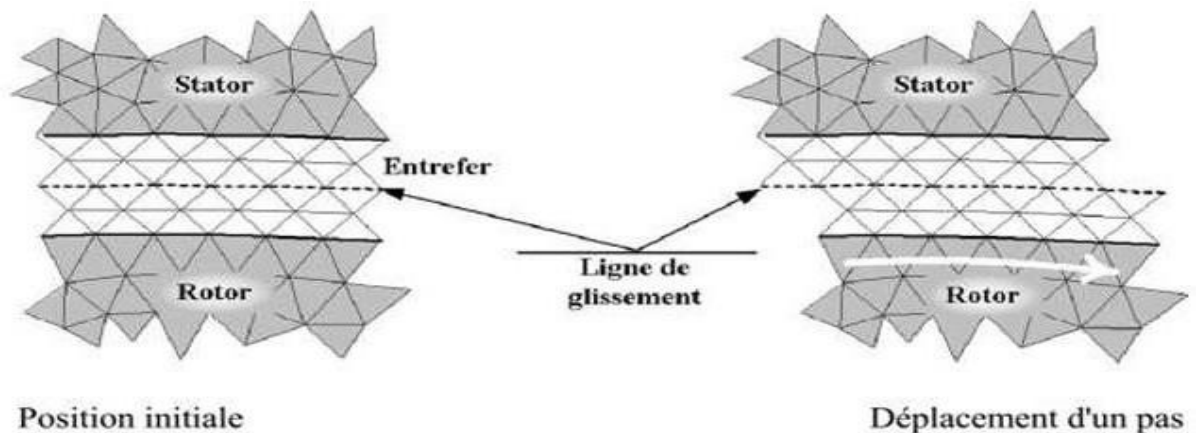 Stator
Stator
Entrefer
Ligne de
glissement
Rotor
Rotor
Position initiale
Déplacement d'un pas